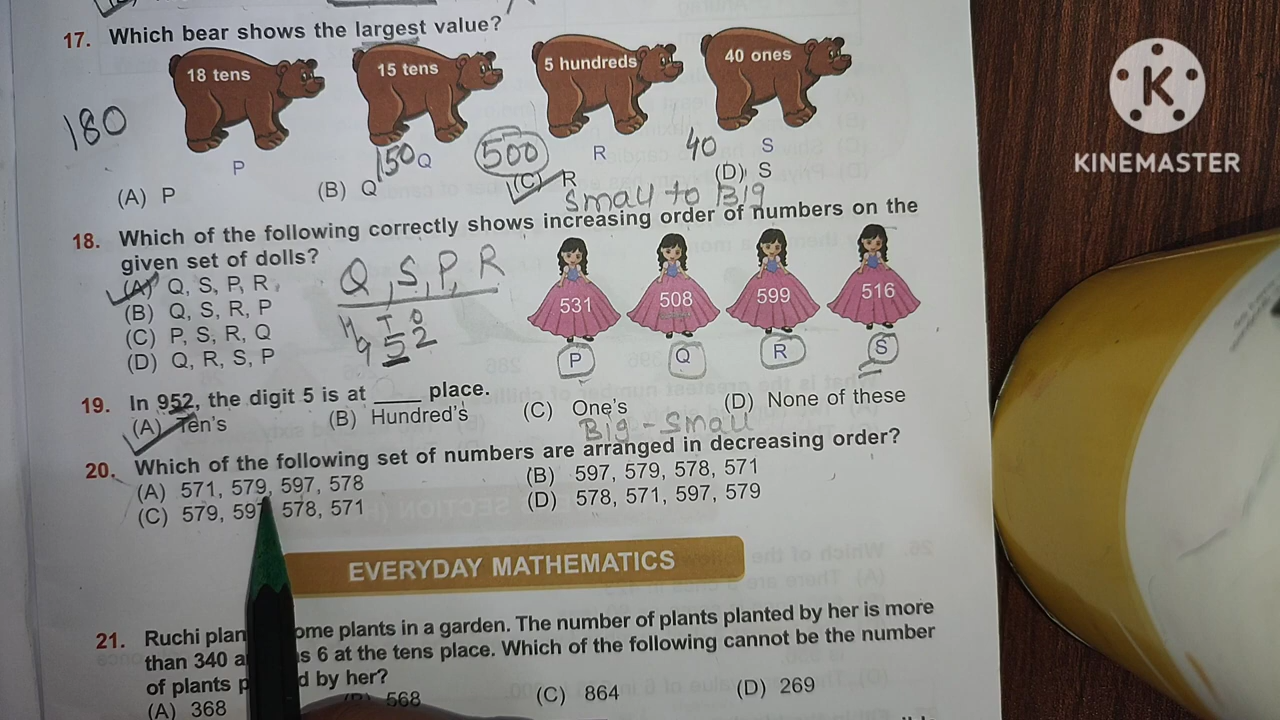 17. Which bear shows the largest value?
18 tens 15 tens 5 hundreds 40 ones
180
P 150 Q 500 R 40 S
(A) P (B) Q (C) R (D) S
Small to Big
18. Which of the following correctly shows increasing order of numbers on the
given set of dolls?
(A) Q, S, P, R
(B) Q, S, R, P
(C) P, S, R, Q
(D) Q, R, S, P
Q, S, P, R
H T O
952
531 508 599 516
P Q R S
19. In 952, the digit 5 is at ____ place.
(A) Ten's (B) Hundred's (C) One's (D) None of these
Big - Small
20. Which of the following set of numbers are arranged in decreasing order?
(A) 571, 579, 597, 578 (B) 597, 579, 578, 571
(C) 579, 597 578, 571 (D) 578, 571, 597, 579
EVERYDAY MATHEMATICS
21. Ruchi plan ome plants in a garden. The number of plants planted by her is more
than 340 a s 6 at the tens place. Which of the following cannot be the number
of plants p d by her?
(A) 368 (B) 568 (C) 864 (D) 269
K
KINEMASTER